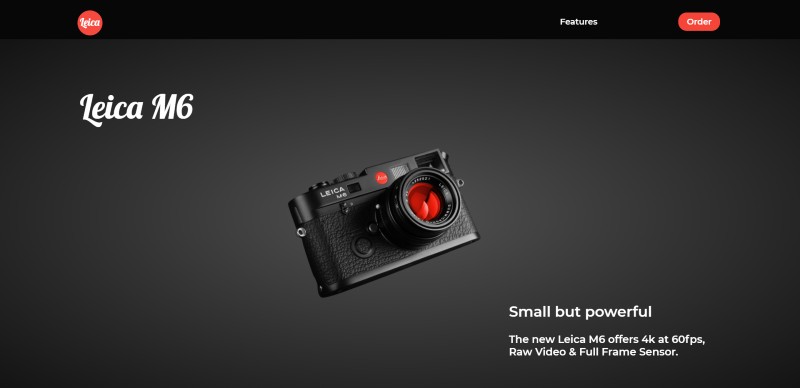 Leica
Features
Order
Leica M6
LEICA
M6
Leica
Small but powerful
The new Leica M6 offers 4k at 60fps,
Raw Video & Full Frame Sensor.